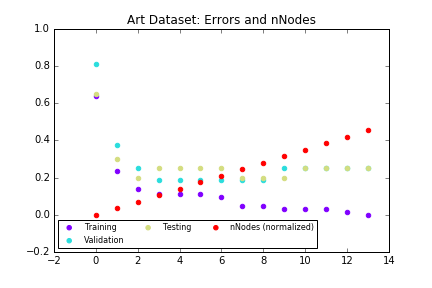 Art Dataset: Errors and nNodes
1.0
0.8
0.6
0.4
0.2
0.0
−0.2
Training Testing nNodes (normalized)
Validation
−2 0 2 4 6 8 10 12 14